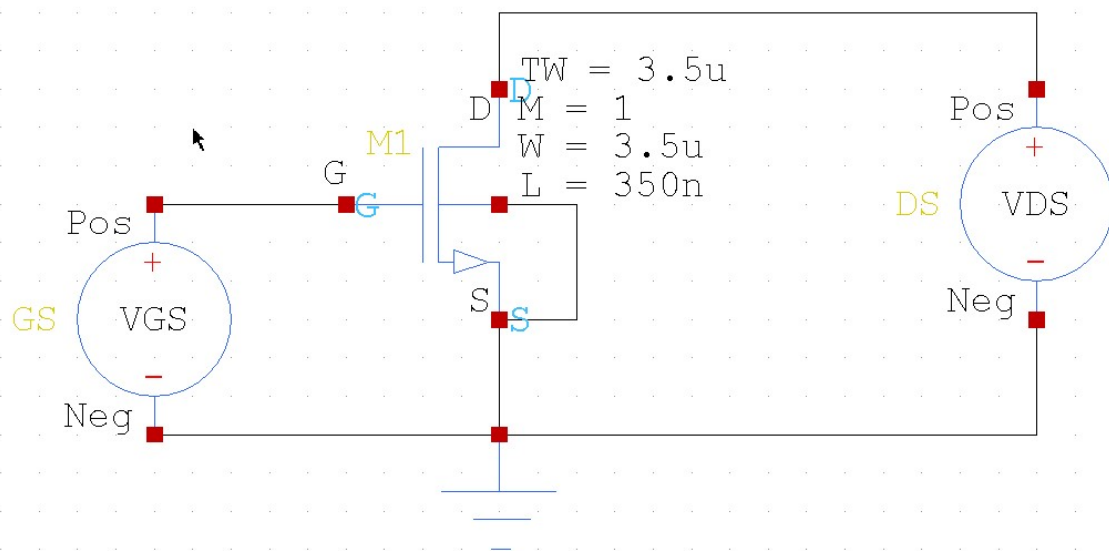 TW = 3.5u
D
D
M = 1
Pos
M1
W = 3.5u
+
G
L = 350n
G
DS
VDS
Pos
+
−
S
Neg
GS
VGS
S
−
Neg